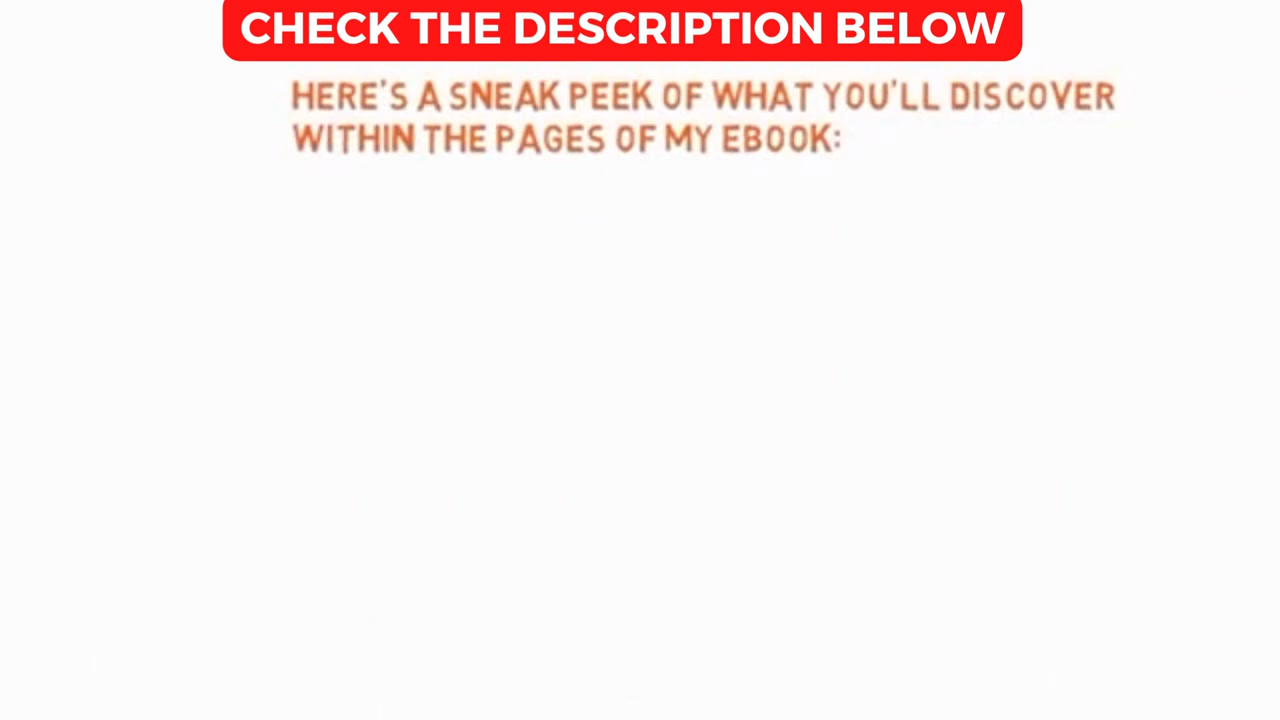 CHECK THE DESCRIPTION BELOW
HERE'S A SNEAK PEEK OF WHAT YOU'LL DISCOVER
WITHIN THE PAGES OF MY EBOOK: